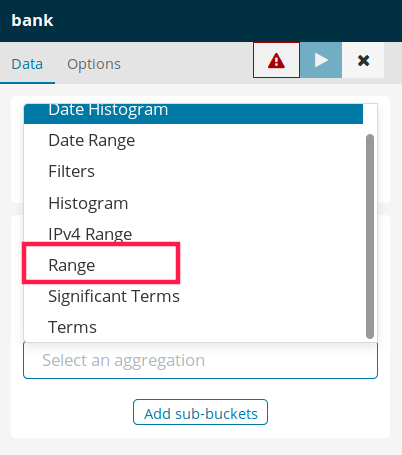 bank
Data Options
Date Histogram
Date Range
Filters
Histogram
IPv4 Range
Range
Significant Terms
Terms
Select an aggregation
Add sub-buckets